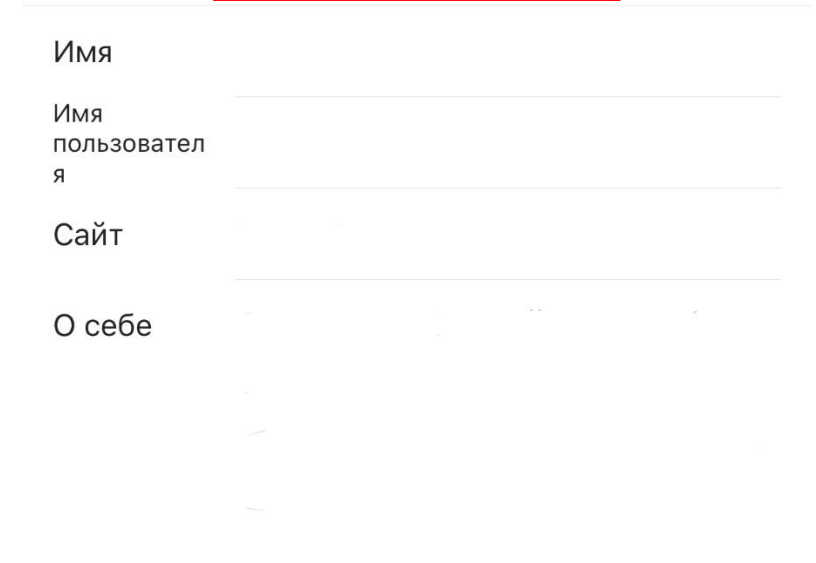 Имя
Имя
пользовател
я
Сайт
О себе